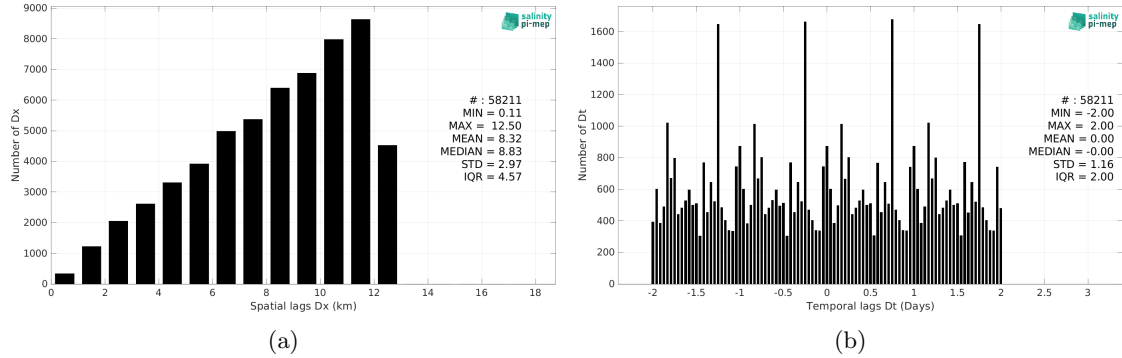 9000
8000
7000
6000
5000
4000
3000
2000
1000
0
Number of Dx
salinity
pi-mep
# : 58211
MIN = 0.11
MAX = 12.50
MEAN = 8.32
MEDIAN = 8.83
STD = 2.97
IQR = 4.57
0 2 4 6 8 10 12 14 16 18
Spatial lags Dx (km)
(a)
1600
1400
1200
1000
800
600
400
200
0
Number of Dt
salinity
pi-mep
# : 58211
MIN = -2.00
MAX = 2.00
MEAN = 0.00
MEDIAN = -0.00
STD = 1.16
IQR = 2.00
-2 -1.5 -1 -0.5 0 0.5 1 1.5 2 2.5 3
Temporal lags Dt (Days)
(b)